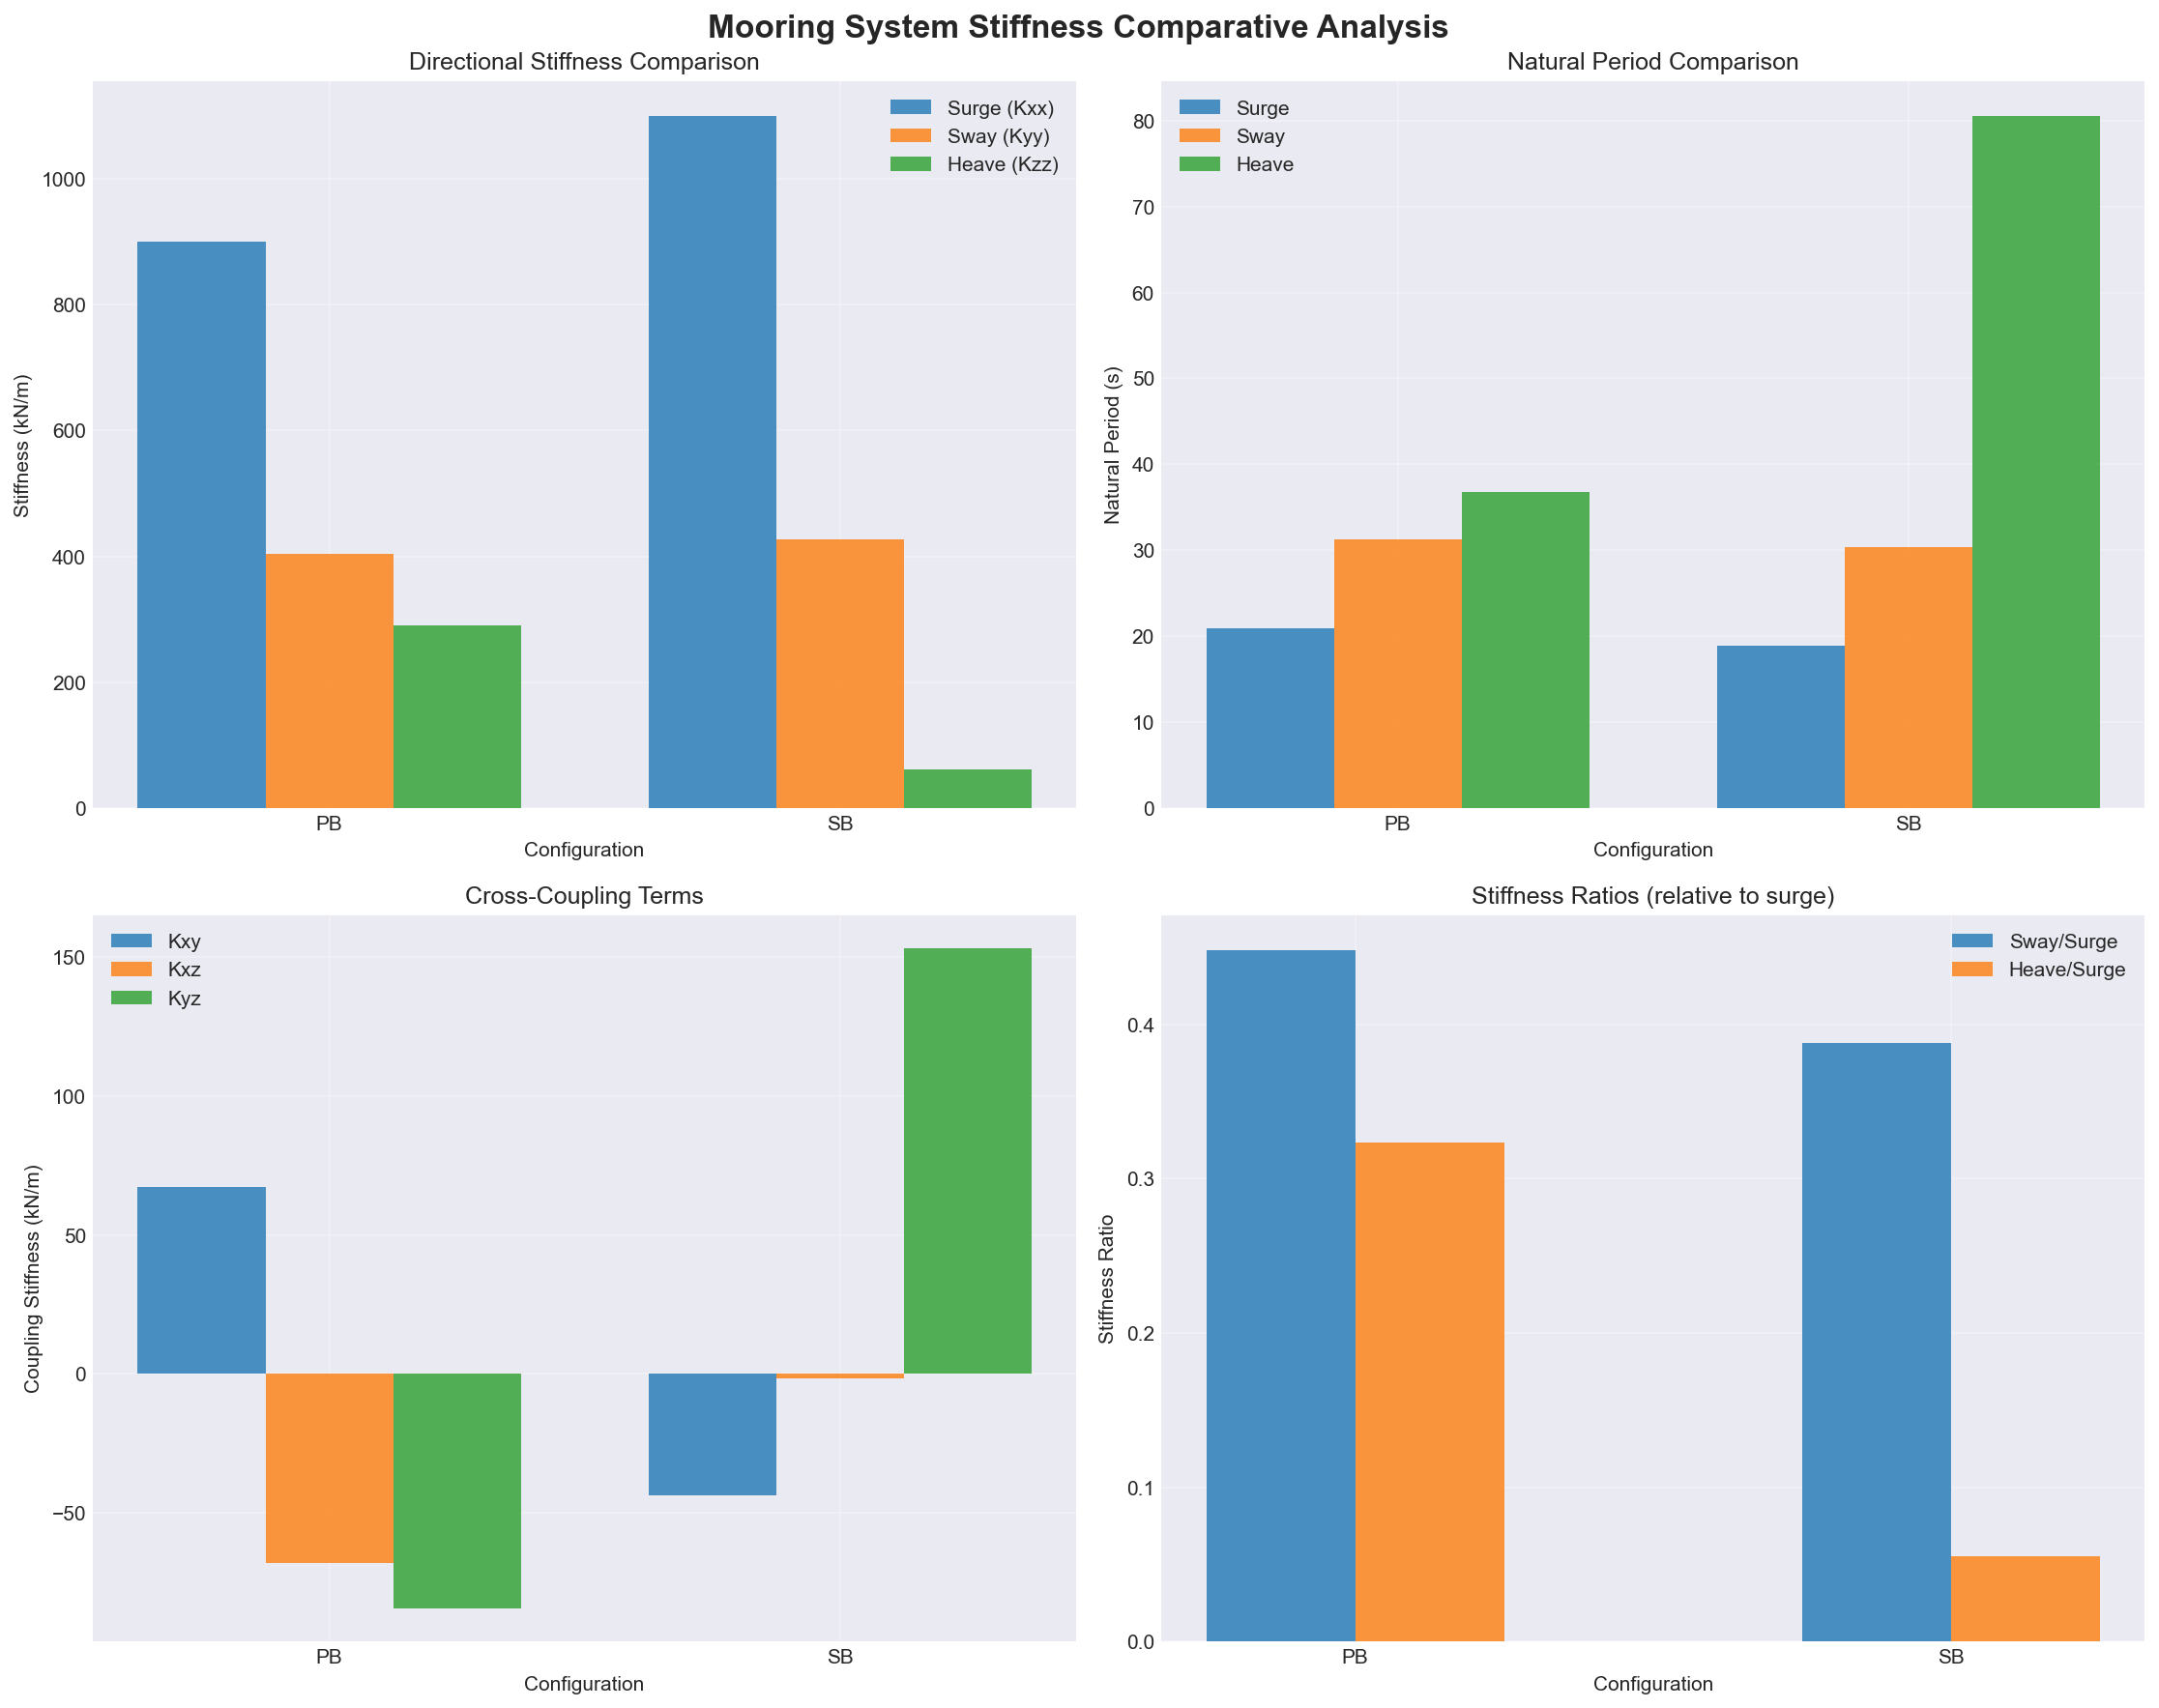 Mooring System Stiffness Comparative Analysis
Directional Stiffness Comparison
Surge (Kxx)
Sway (Kyy)
Heave (Kzz)
1000
800
600
400
200
0
Stiffness (kN/m)
PB
SB
Configuration
Natural Period Comparison
Surge
Sway
Heave
80
70
60
50
40
30
20
10
0
Natural Period (s)
PB
SB
Configuration
Cross-Coupling Terms
Kxy
Kxz
Kyz
150
100
50
0
−50
Coupling Stiffness (kN/m)
PB
SB
Configuration
Stiffness Ratios (relative to surge)
Sway/Surge
Heave/Surge
0.4
0.3
0.2
0.1
0.0
Stiffness Ratio
PB
SB
Configuration